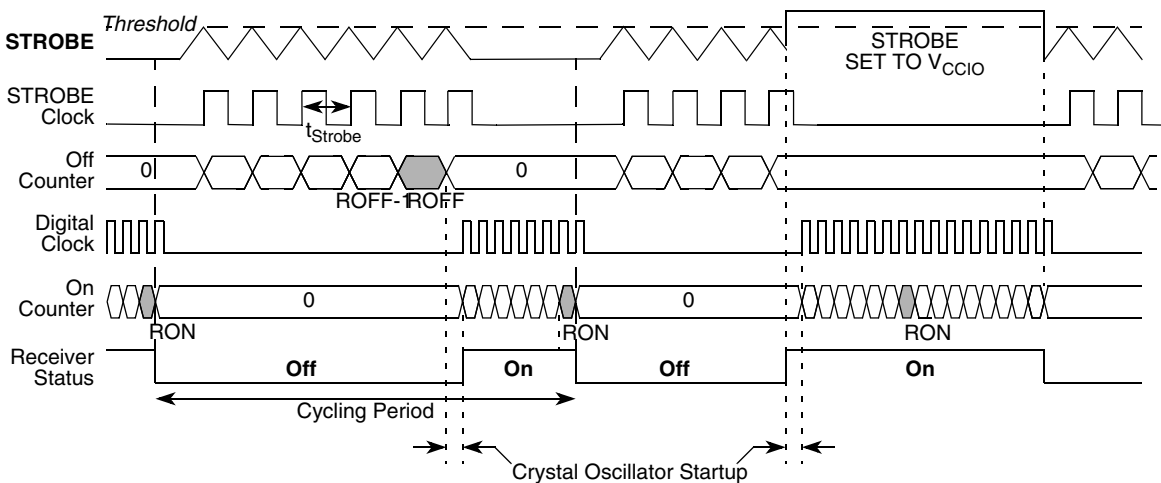 Threshold
STROBE
STROBE
SET TO VCCIO
STROBE
Clock
tStrobe
Off
Counter
0
0
ROFF-1
ROFF
Digital
Clock
On
Counter
0
0
RON
RON
RON
Receiver
Status
Off
On
Off
On
Cycling Period
Crystal Oscillator Startup